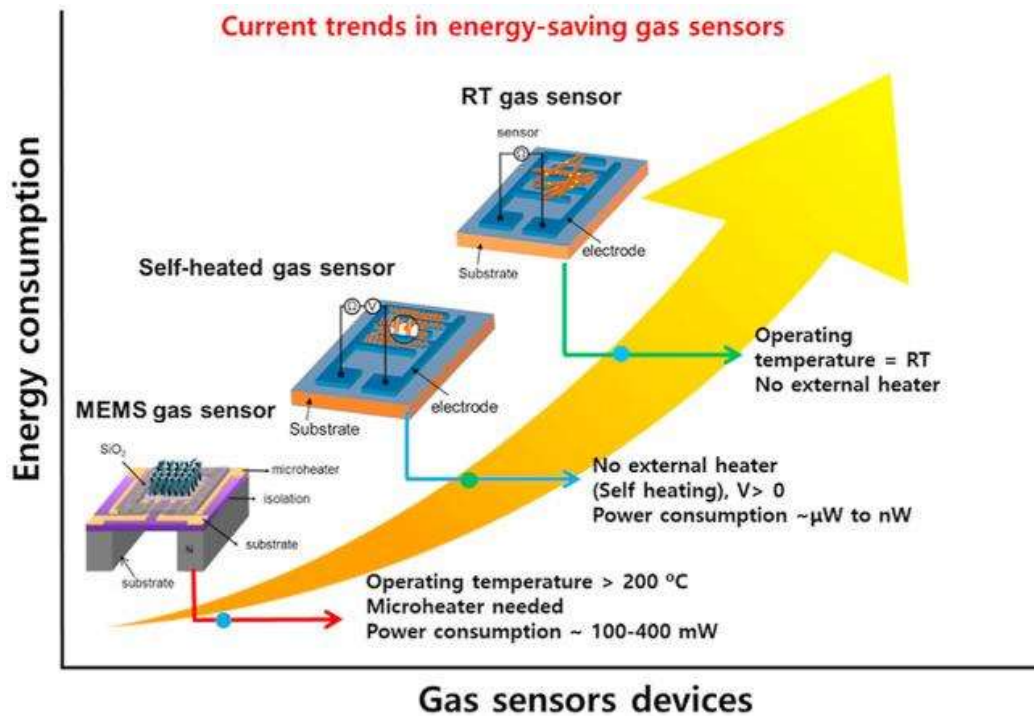 Current trends in energy-saving gas sensors
RT gas sensor
sensor
Ω
electrode
Substrate
Self-heated gas sensor
Ω V
electrode
Substrate
MEMS gas sensor
SiO₂
microheater
isolation
substrate
N
substrate
Operating
temperature = RT
No external heater
No external heater
(Self heating), V> 0
Power consumption ~μW to nW
Operating temperature > 200 ºC
Microheater needed
Power consumption ~ 100-400 mW
Energy consumption
Gas sensors devices